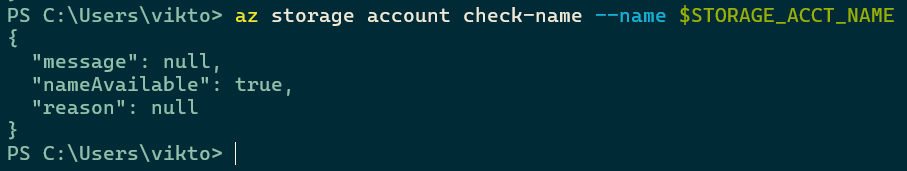 PS C:\Users\vikto> az storage account check-name --name $STORAGE_ACCT_NAME
{
  "message": null,
  "nameAvailable": true,
  "reason": null
}
PS C:\Users\vikto>